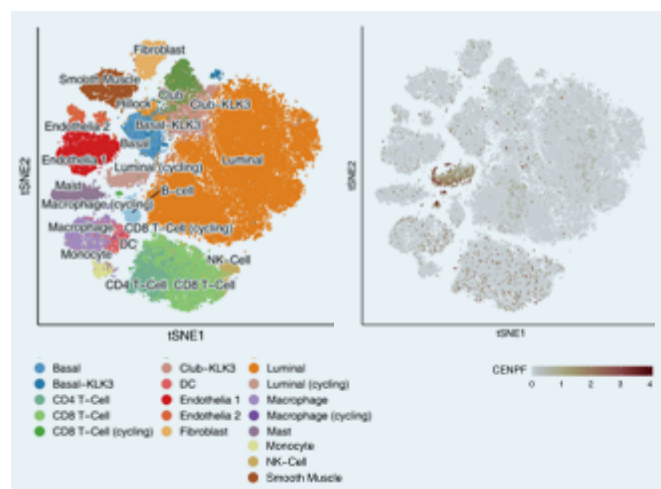 Fibroblast
Smooth Muscle
Club
Hillock
Club-KLK3
Endothelia 2
Basal-KLK3
Basal
Endothelia 1
Luminal
Luminal (cycling)
Mast
B-cell
Macrophage (cycling)
Macrophage
CD8 T-Cell (cycling)
DC
Monocyte
NK-Cell
CD4 T-Cell
CD8 T-Cell
tSNE2
tSNE1
tSNE2
tSNE1
Basal
Basal-KLK3
CD4 T-Cell
CD8 T-Cell
CD8 T-Cell (cycling)
Club-KLK3
DC
Endothelia 1
Endothelia 2
Fibroblast
Luminal
Luminal (cycling)
Macrophage
Macrophage (cycling)
Mast
Monocyte
NK-Cell
Smooth Muscle
CENPF
0 1 2 3 4